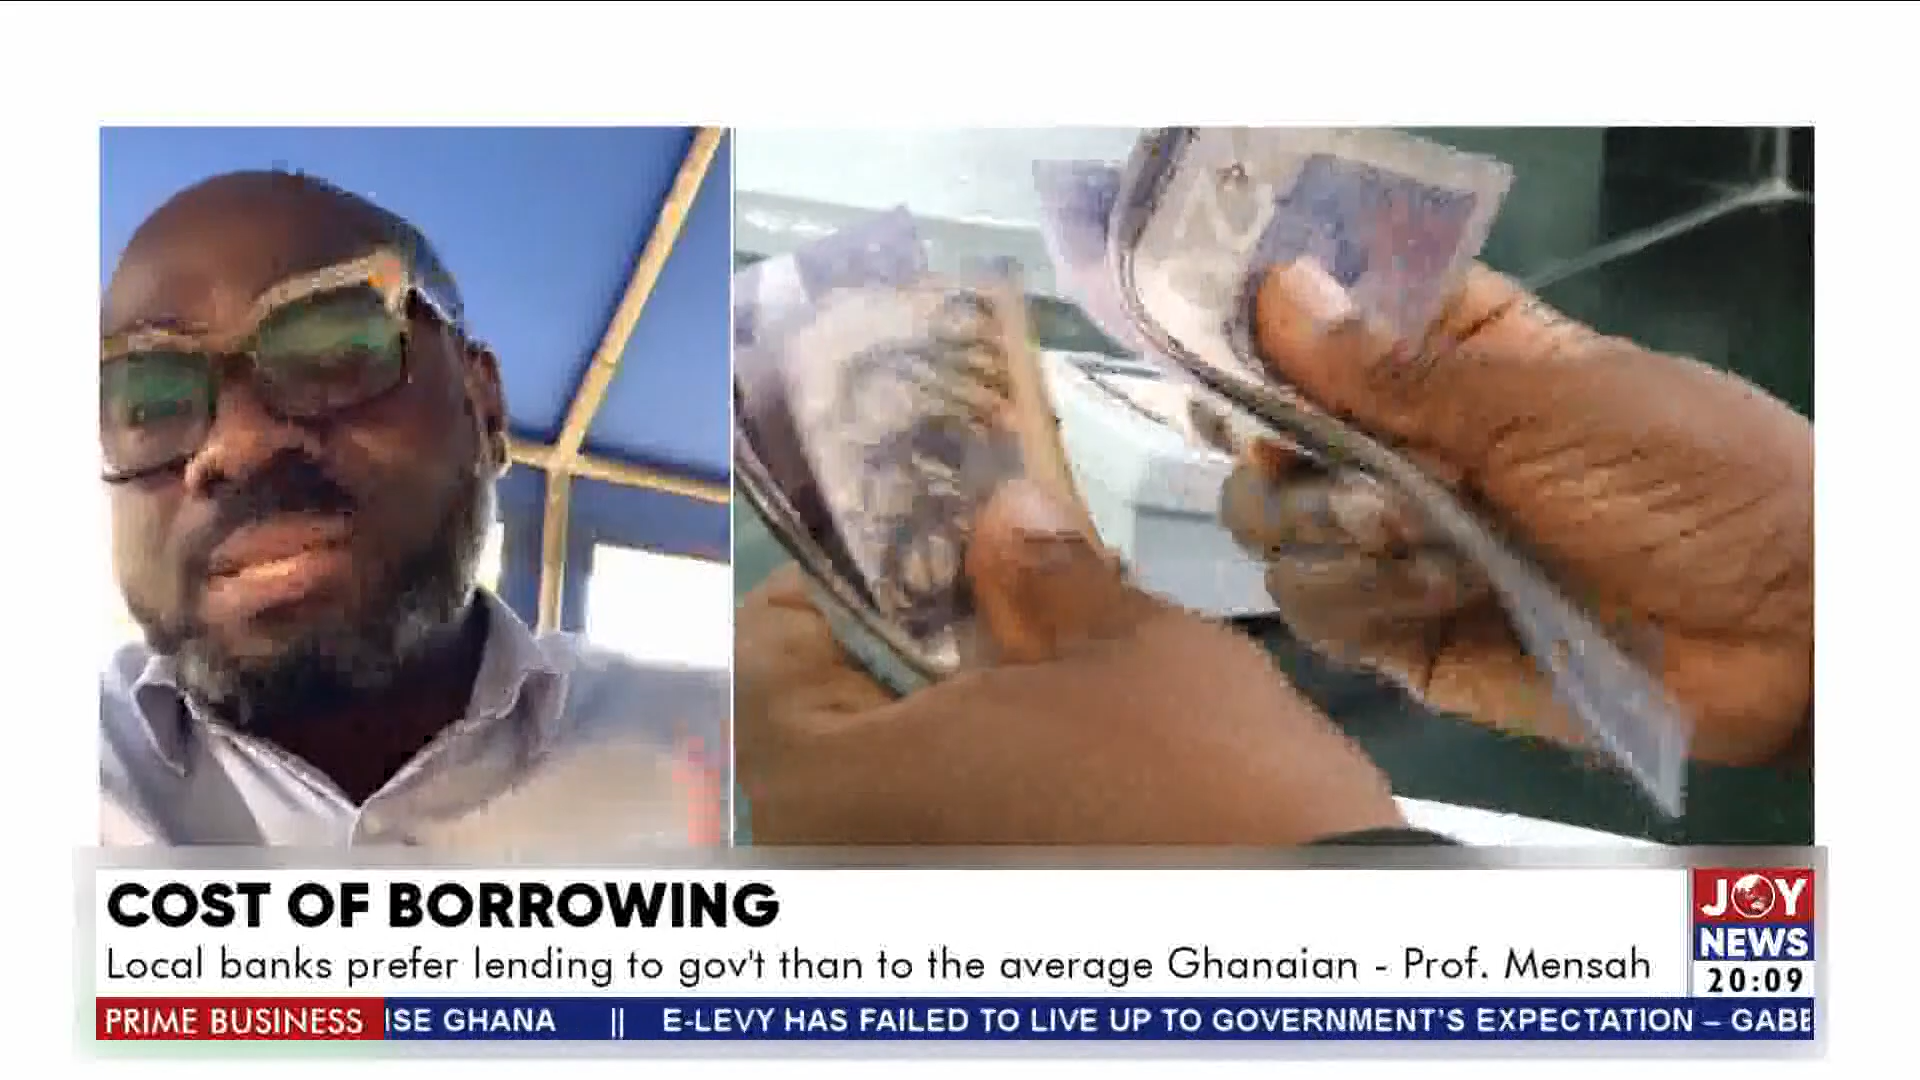 COST OF BORROWING
Local banks prefer lending to gov't than to the average Ghanaian - Prof. Mensah
JOY
NEWS
20:09
PRIME BUSINESS
ISE GHANA || E-LEVY HAS FAILED TO LIVE UP TO GOVERNMENT'S EXPECTATION – GABE